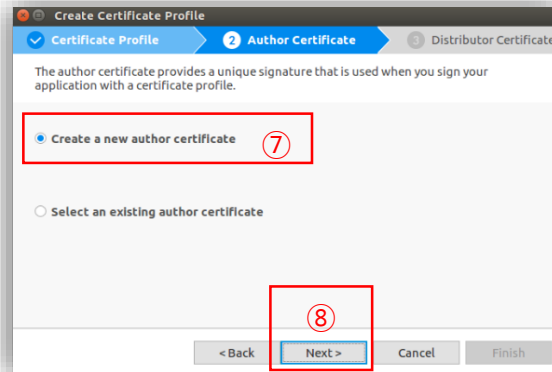 Create Certificate Profile
Certificate Profile
2 Author Certificate
3 Distributor Certificate
The author certificate provides a unique signature that is used when you sign your
application with a certificate profile.
Create a new author certificate ⑦
Select an existing author certificate
⑧
< Back Next > Cancel Finish